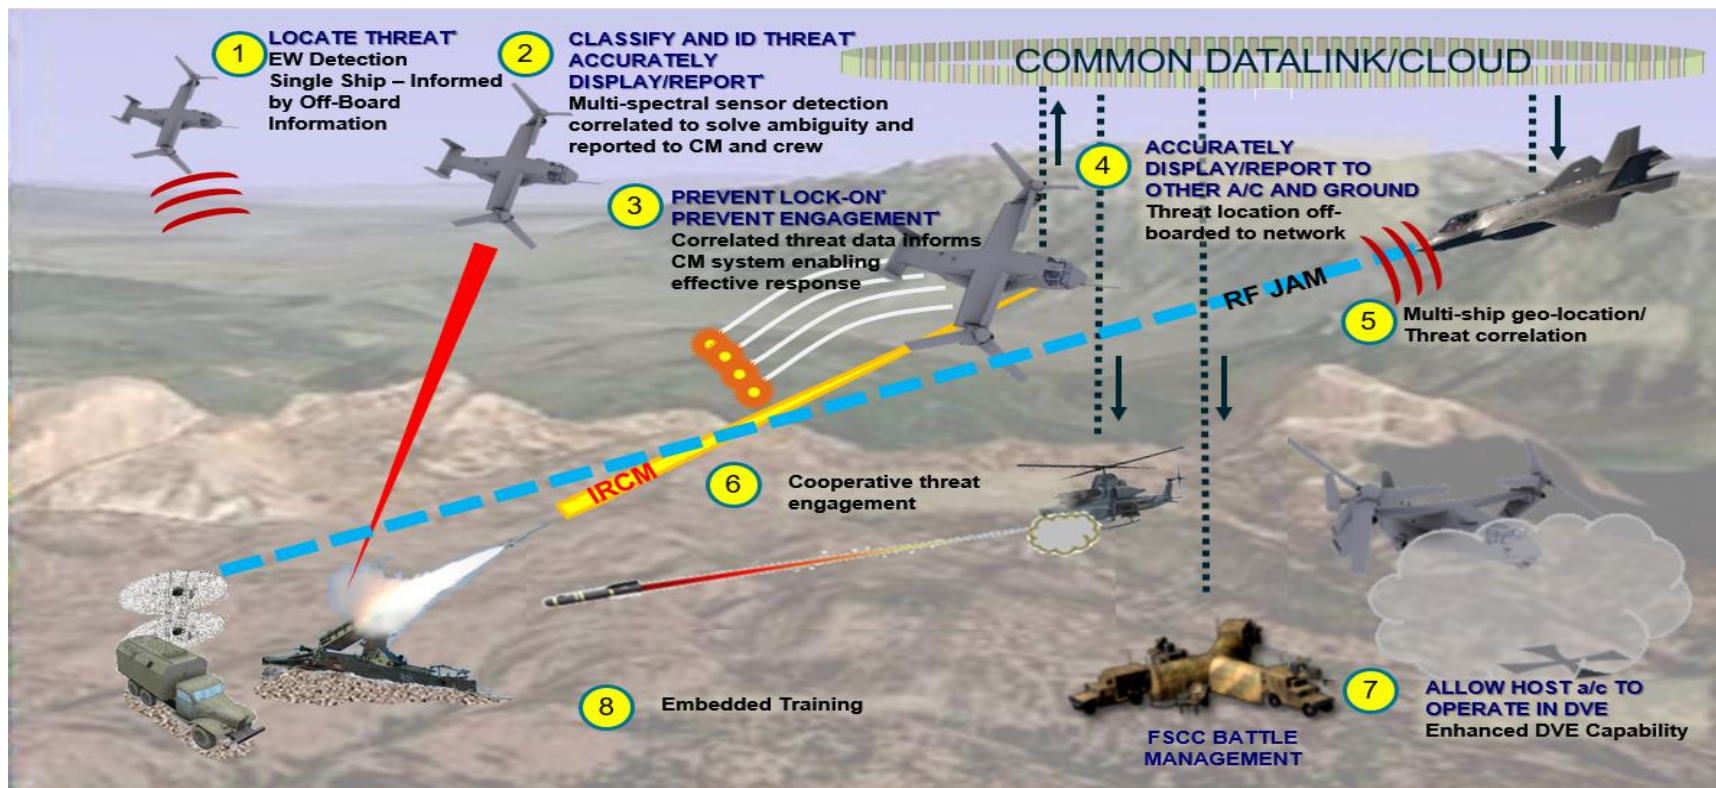 1
LOCATE THREAT*
EW Detection
Single Ship – Informed
by Off-Board
Information
2
CLASSIFY AND ID THREAT*
ACCURATELY
DISPLAY/REPORT*
Multi-spectral sensor detection
correlated to solve ambiguity and
reported to CM and crew
COMMON DATALINK/CLOUD
3
PREVENT LOCK-ON*
PREVENT ENGAGEMENT*
Correlated threat data informs
CM system enabling
effective response
4
ACCURATELY
DISPLAY/REPORT TO
OTHER A/C AND GROUND
Threat location off-
boarded to network
RF JAM
5
Multi-ship geo-location/
Threat correlation
IRCM
6
Cooperative threat
engagement
7
ALLOW HOST a/c TO
OPERATE IN DVE
Enhanced DVE Capability
8
Embedded Training
FSCC BATTLE
MANAGEMENT